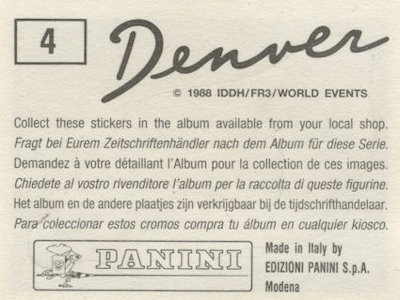 4
Denver
© 1988 IDDH/FR3/WORLD EVENTS
Collect these stickers in the album available from your local shop.
Fragt bei Eurem Zeitschriftenhändler nach dem Album für diese Serie.
Demandez à votre détaillant l'Album pour la collection de ces images.
Chiedete al vostro rivenditore l'album per la raccolta di queste figurine.
Het album en de andere plaatjes zijn verkrijgbaar bij de tijdschrifthandelaar.
Para coleccionar estos cromos compra tu álbum en cualquier kiosco.
PANINI
Made in Italy by
EDIZIONI PANINI S.p.A.
Modena